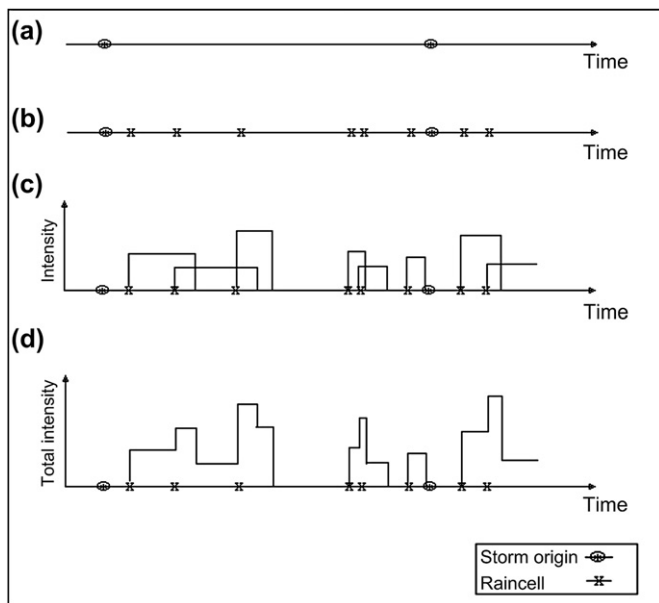 (a)
Time
(b)
Time
(c)
Intensity
Time
(d)
Total intensity
Time
Storm origin
Raincell